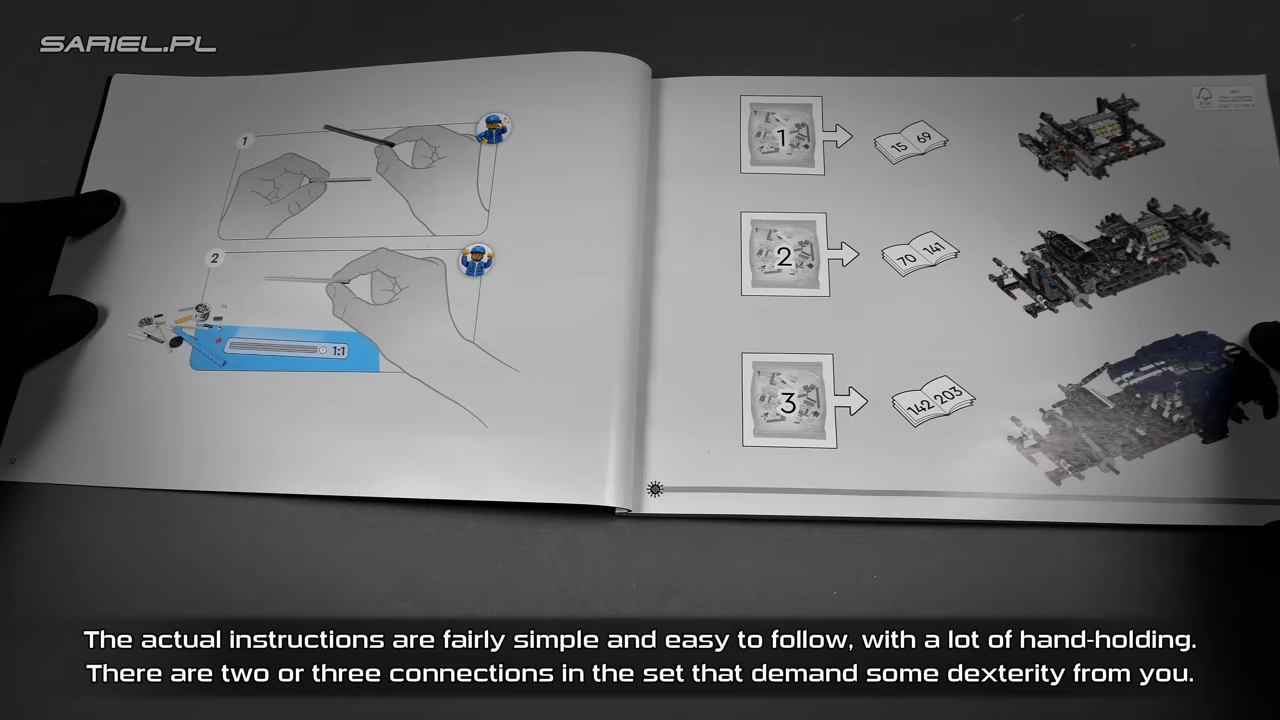 SARIEL.PL
1
2
1:1
12
1
15 69
2
70 141
3
142 203
FSC
The actual instructions are fairly simple and easy to follow, with a lot of hand-holding.
There are two or three connections in the set that demand some dexterity from you.